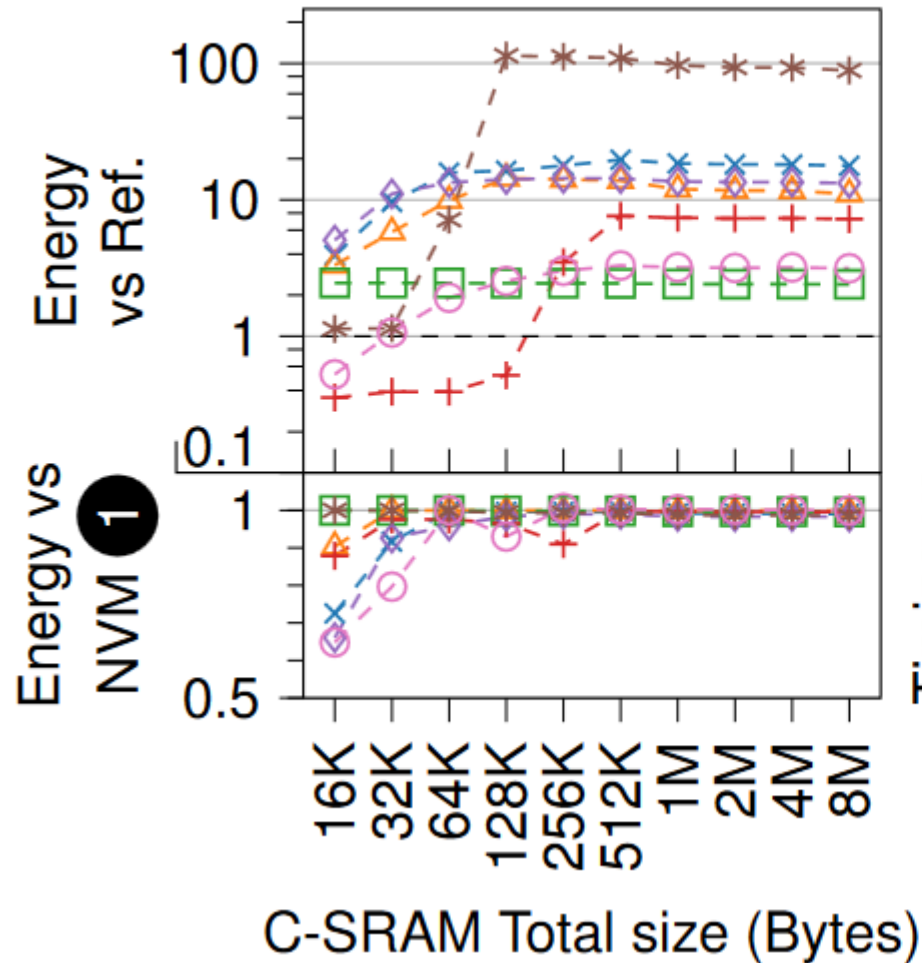 Energy
vs Ref.
100
10
1
0.1
Energy vs
NVM 1
1
0.5
16K
32K
64K
128K
256K
512K
1M
2M
4M
8M
C-SRAM Total size (Bytes)